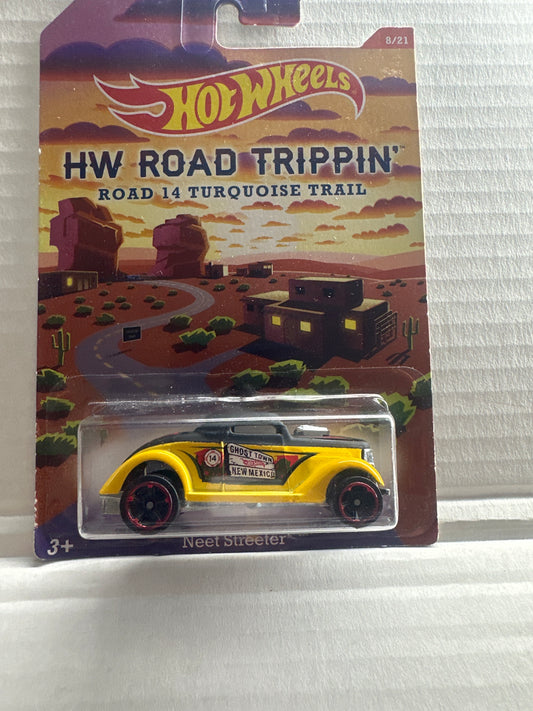 8/21
HOT WHEELS
HW ROAD TRIPPIN'™
ROAD 14 TURQUOISE TRAIL
14
GHOST TOWN
NEW MEXICO
3+
Neet Streeter